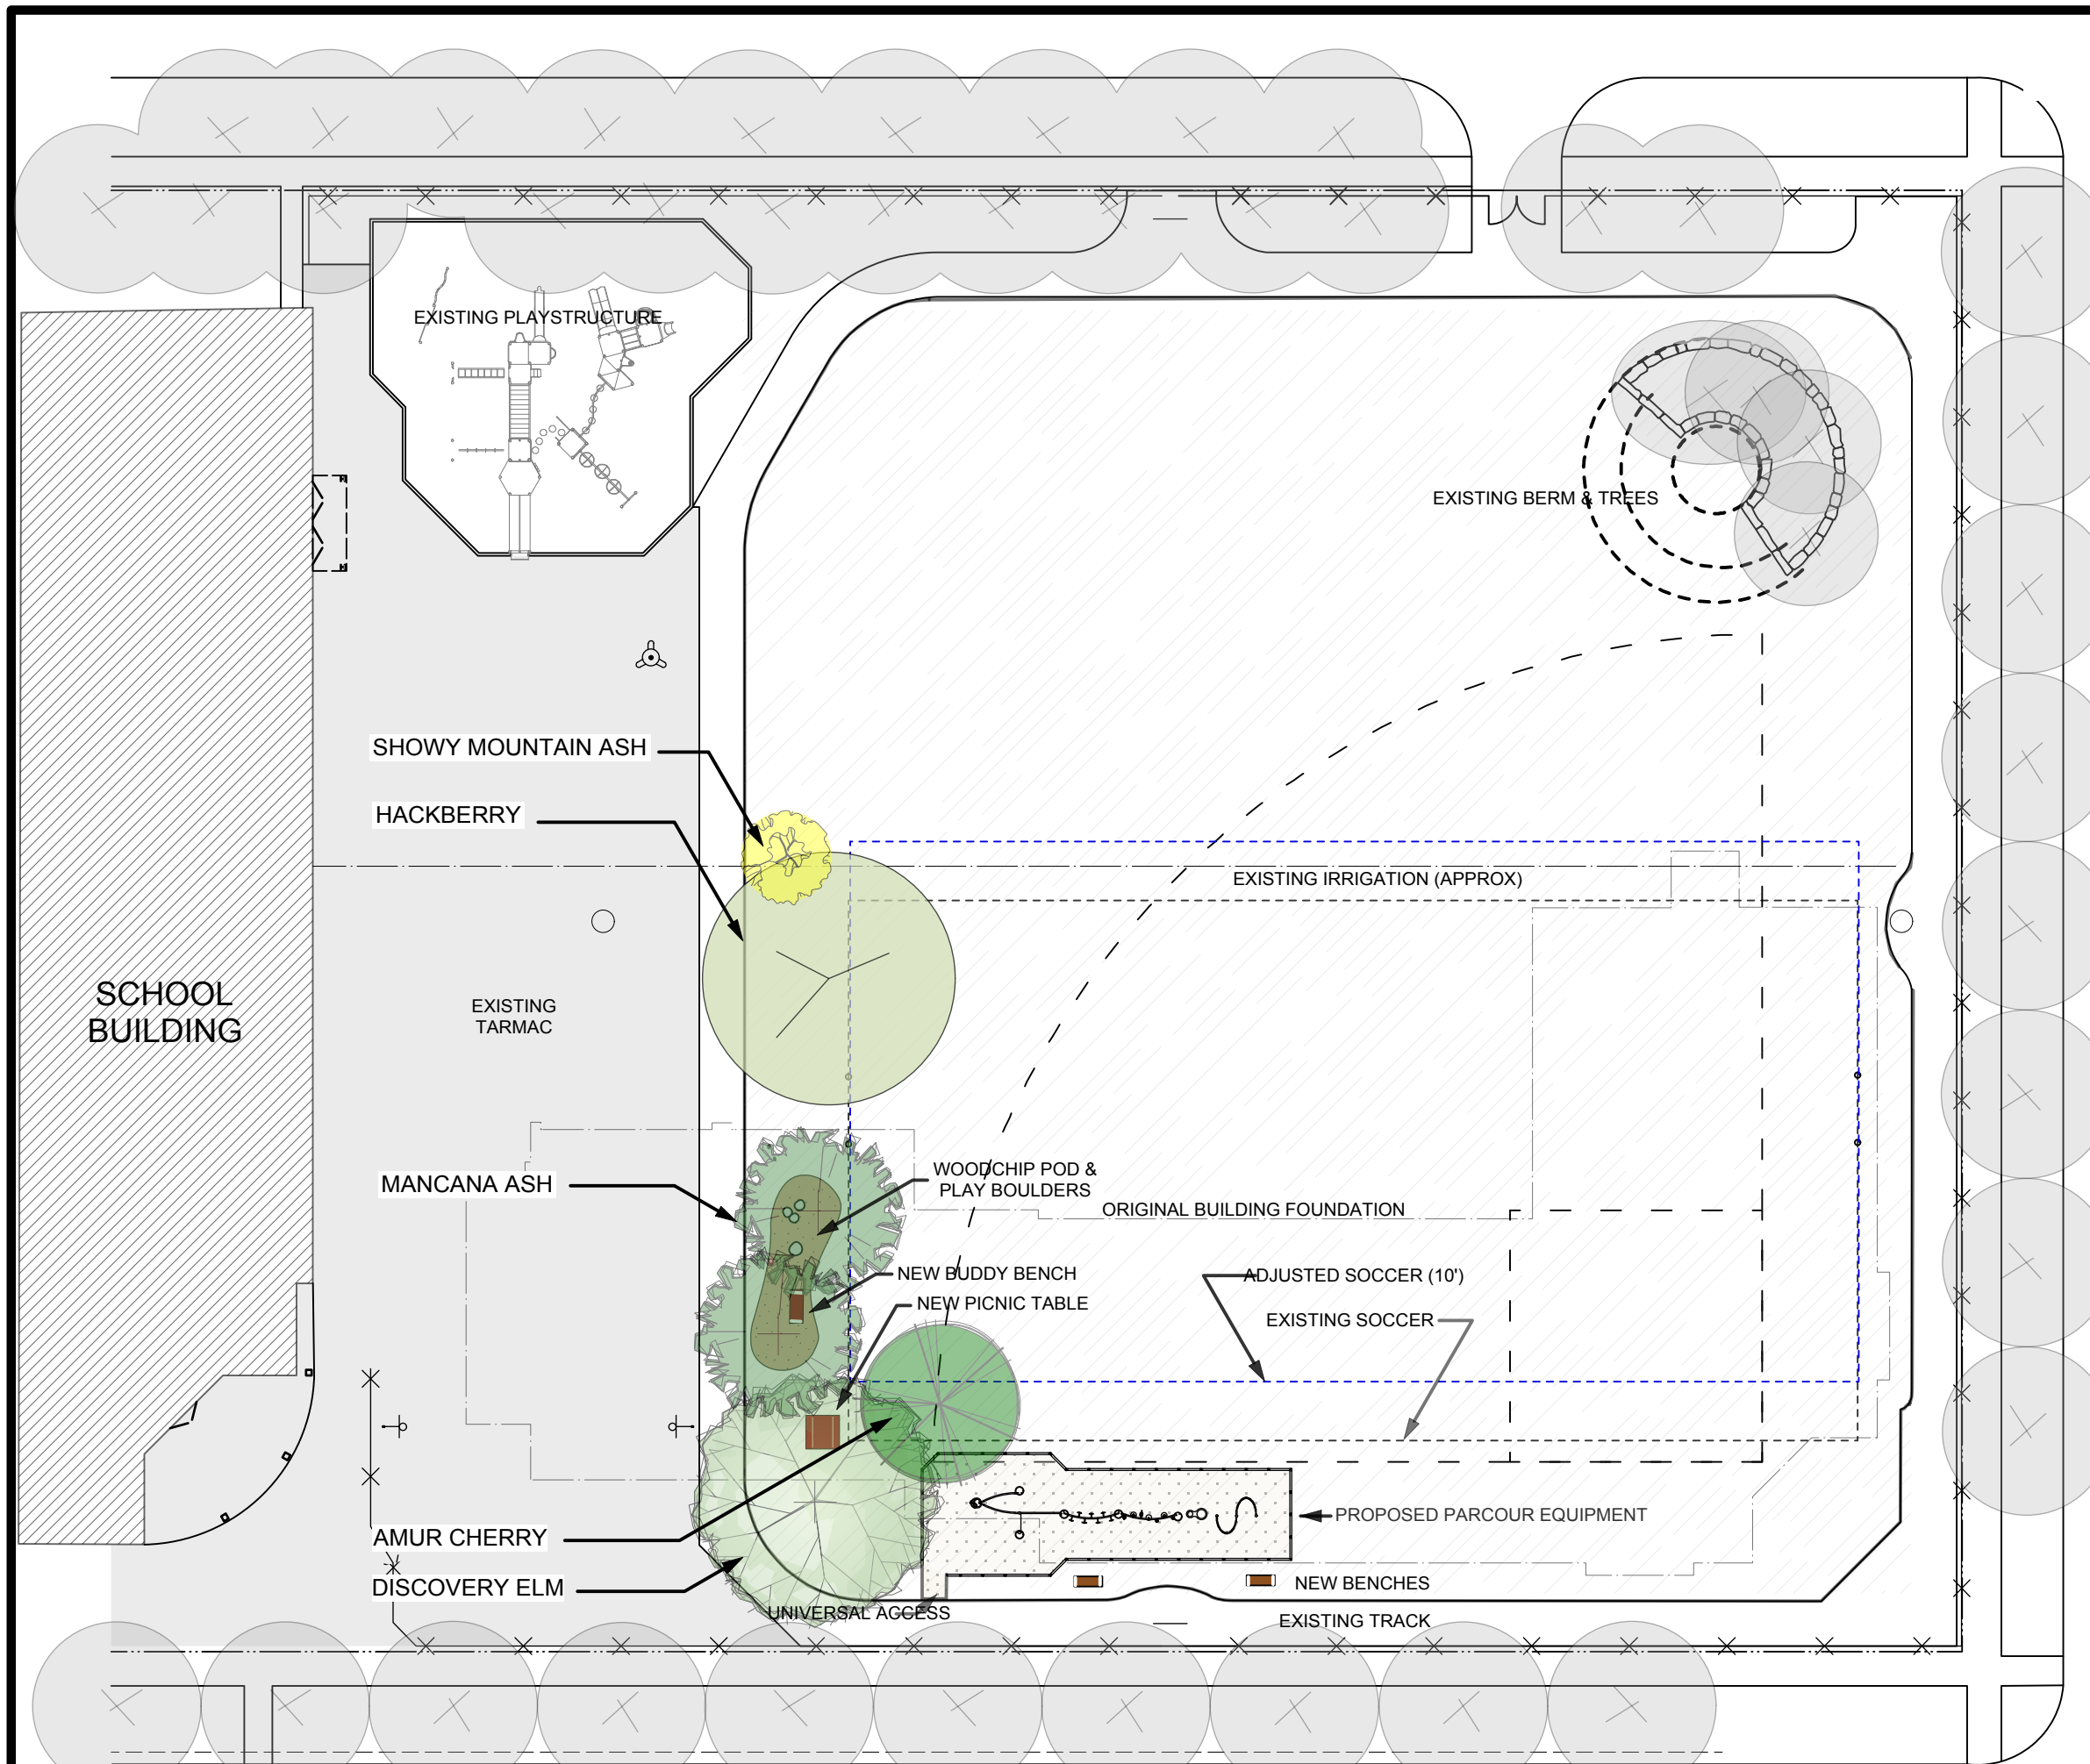 EXISTING PLAYSTRUCTURE
EXISTING BERM & TREES
SHOWY MOUNTAIN ASH
HACKBERRY
EXISTING IRRIGATION (APPROX)
SCHOOL
BUILDING
EXISTING
TARMAC
MANCANA ASH
WOODCHIP POD &
PLAY BOULDERS
ORIGINAL BUILDING FOUNDATION
NEW BUDDY BENCH
ADJUSTED SOCCER (10')
NEW PICNIC TABLE
EXISTING SOCCER
PROPOSED PARCOUR EQUIPMENT
AMUR CHERRY
DISCOVERY ELM
NEW BENCHES
UNIVERSAL ACCESS
EXISTING TRACK